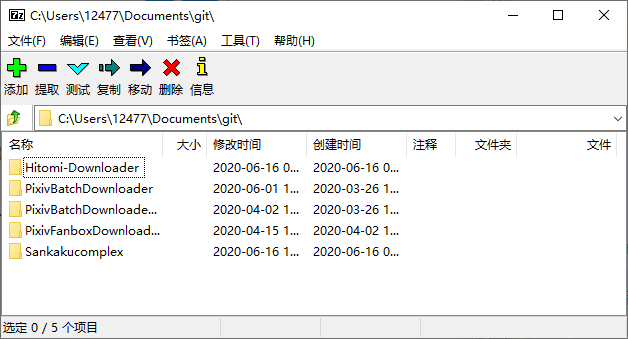 7z C:\Users\12477\Documents\git\
文件(F) 编辑(E) 查看(V) 书签(A) 工具(T) 帮助(H)
添加 提取 测试 复制 移动 删除 信息
C:\Users\12477\Documents\git\
名称 大小 修改时间 创建时间 注释 文件夹 文件
Hitomi-Downloader 2020-06-16 0... 2020-06-16 0...
PixivBatchDownloader 2020-06-01 1... 2020-03-26 1...
PixivBatchDownloade... 2020-04-02 1... 2020-03-26 1...
PixivFanboxDownload... 2020-04-15 1... 2020-04-02 1...
Sankakucomplex 2020-06-16 1... 2020-06-16 0...
选定 0 / 5 个项目